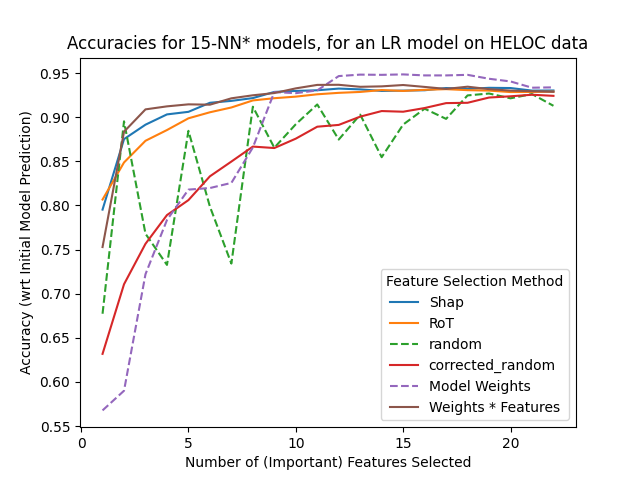 Accuracies for 15-NN* models, for an LR model on HELOC data
Accuracy (wrt Initial Model Prediction)
0.95
0.90
0.85
0.80
0.75
0.70
0.65
0.60
0.55
Feature Selection Method
Shap
RoT
random
corrected_random
Model Weights
Weights * Features
0 5 10 15 20
Number of (Important) Features Selected